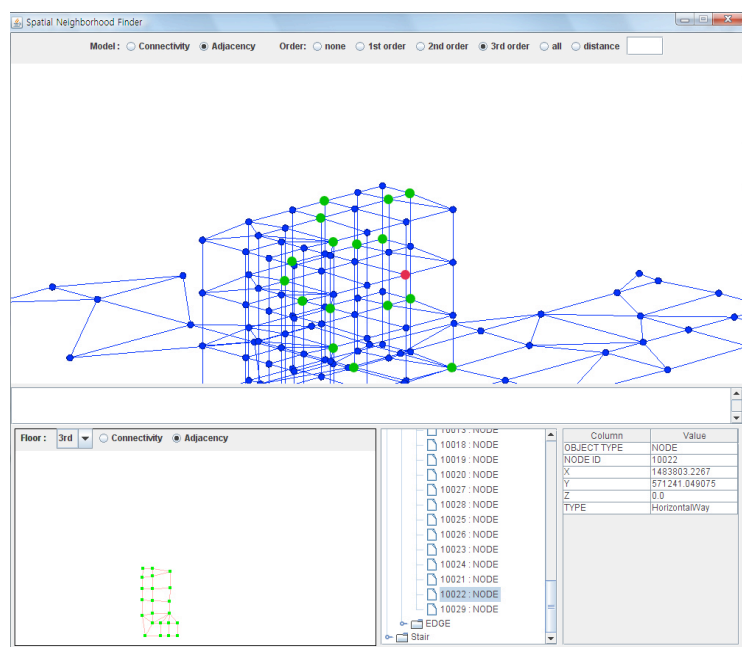 Spatial Neighborhood Finder
Model : Connectivity Adjacency Order: none 1st order 2nd order 3rd order all distance
Floor : 3rd Connectivity Adjacency
10018 : NODE
10019 : NODE
10020 : NODE
10027 : NODE
10028 : NODE
10025 : NODE
10026 : NODE
10023 : NODE
10024 : NODE
10021 : NODE
10022 : NODE
10029 : NODE
EDGE
Stair
Column Value
OBJECT TYPE NODE
NODE ID 10022
X 1483803.2267
Y 571241.049075
Z 0.0
TYPE HorizontalWay